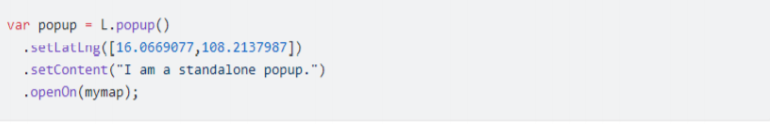 var popup = L.popup()
.setLatLng([16.0669077,108.2137987])
.setContent("I am a standalone popup.")
.openOn(mymap);